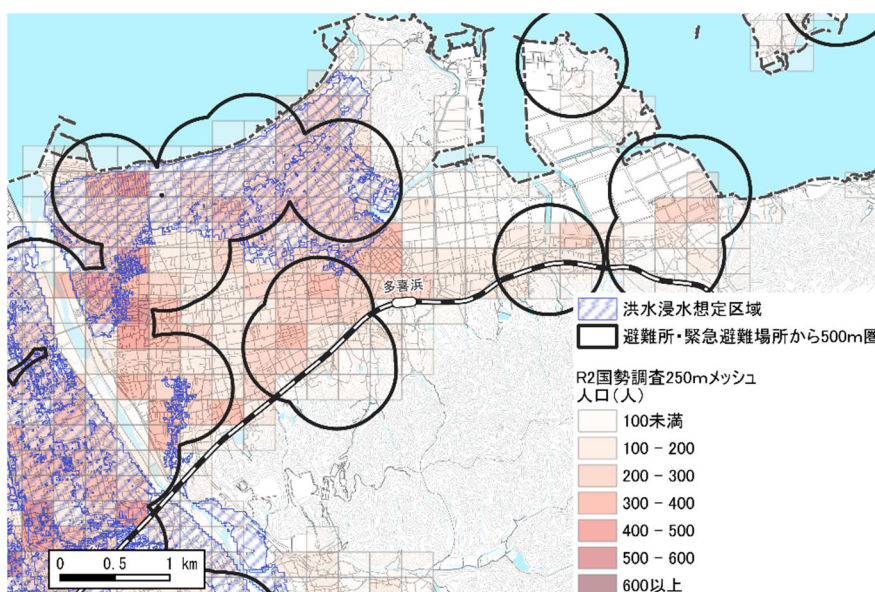 多喜浜
洪水浸水想定区域
避難所・緊急避難場所から500m圏
R2国勢調査250mメッシュ
人口(人)
100未満
100 - 200
200 - 300
300 - 400
400 - 500
500 - 600
600以上
0 0.5 1 km